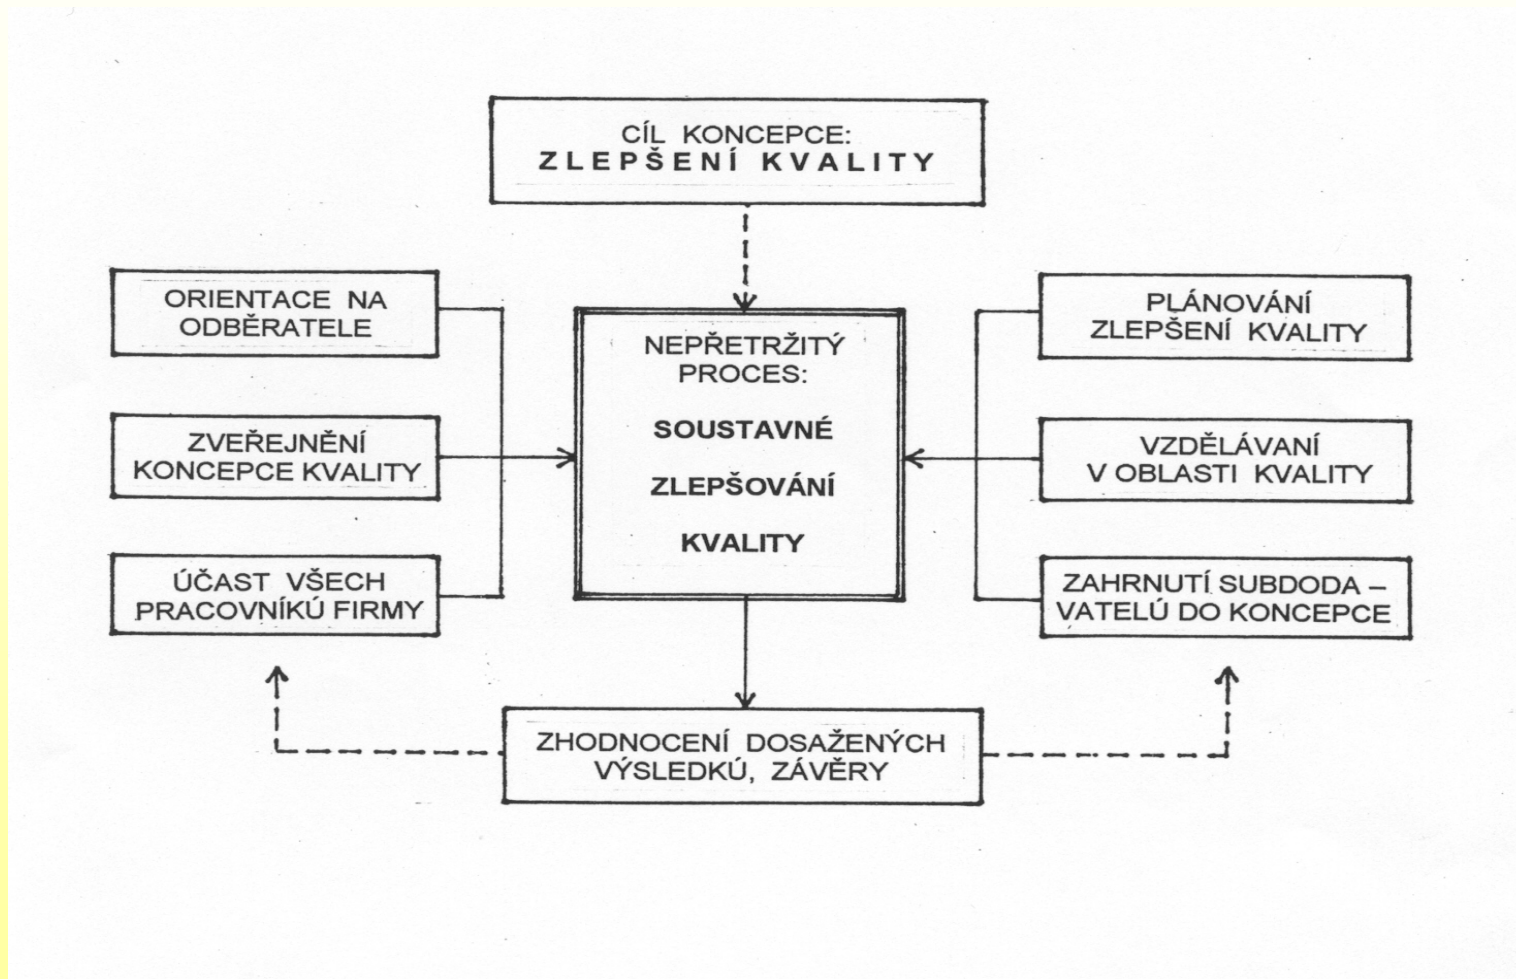 CÍL KONCEPCE:
ZLEPŠENÍ KVALITY
ORIENTACE NA
ODBĚRATELE
ZVEŘEJNĚNÍ
KONCEPCE KVALITY
ÚČAST VŠECH
PRACOVNÍKŮ FIRMY
NEPŘETRŽITÝ
PROCES:
SOUSTAVNÉ
ZLEPŠOVÁNÍ
KVALITY
PLÁNOVÁNÍ
ZLEPŠENÍ KVALITY
VZDĚLÁVANÍ
V OBLASTI KVALITY
ZAHRNUTÍ SUBDODA –
VATELŮ DO KONCEPCE
ZHODNOCENÍ DOSAŽENÝCH
VÝSLEDKŮ, ZÁVĚRY